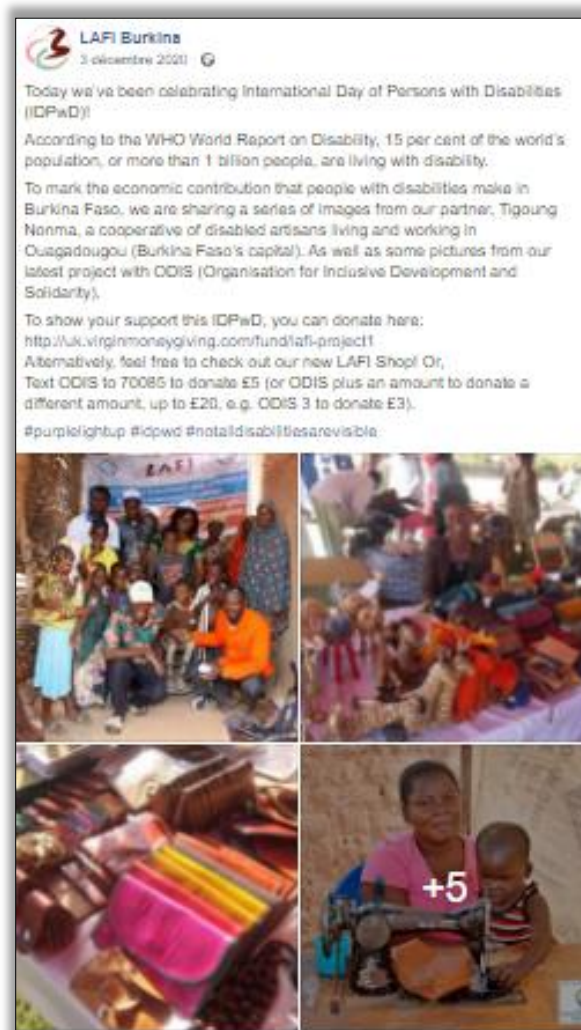 LAFI Burkina
3 décembre 2020
Today we've been celebrating International Day of Persons with Disabilities
(IDPwD)!
According to the WHO World Report on Disability, 15 per cent of the world's
population, or more than 1 billion people, are living with disability.
To mark the economic contribution that people with disabilities make in
Burkina Faso, we are sharing a series of images from our partner, Tigoung
Nonma, a cooperative of disabled artisans living and working in
Ouagadougou (Burkina Faso's capital). As well as some pictures from our
latest project with ODIS (Organisation for Inclusive Development and
Solidarity).
To show your support this IDPwD, you can donate here:
http://uk.virginmoneygiving.com/fund/lafi-project1
Alternatively, feel free to check out our new LAFI Shop! Or,
Text ODIS to 70085 to donate £5 (or ODIS plus an amount to donate a
different amount, up to £20, e.g. ODIS 3 to donate £3).
#purplelightup #idpwd #notalldisabilitiesarevisible
LAFI
+5